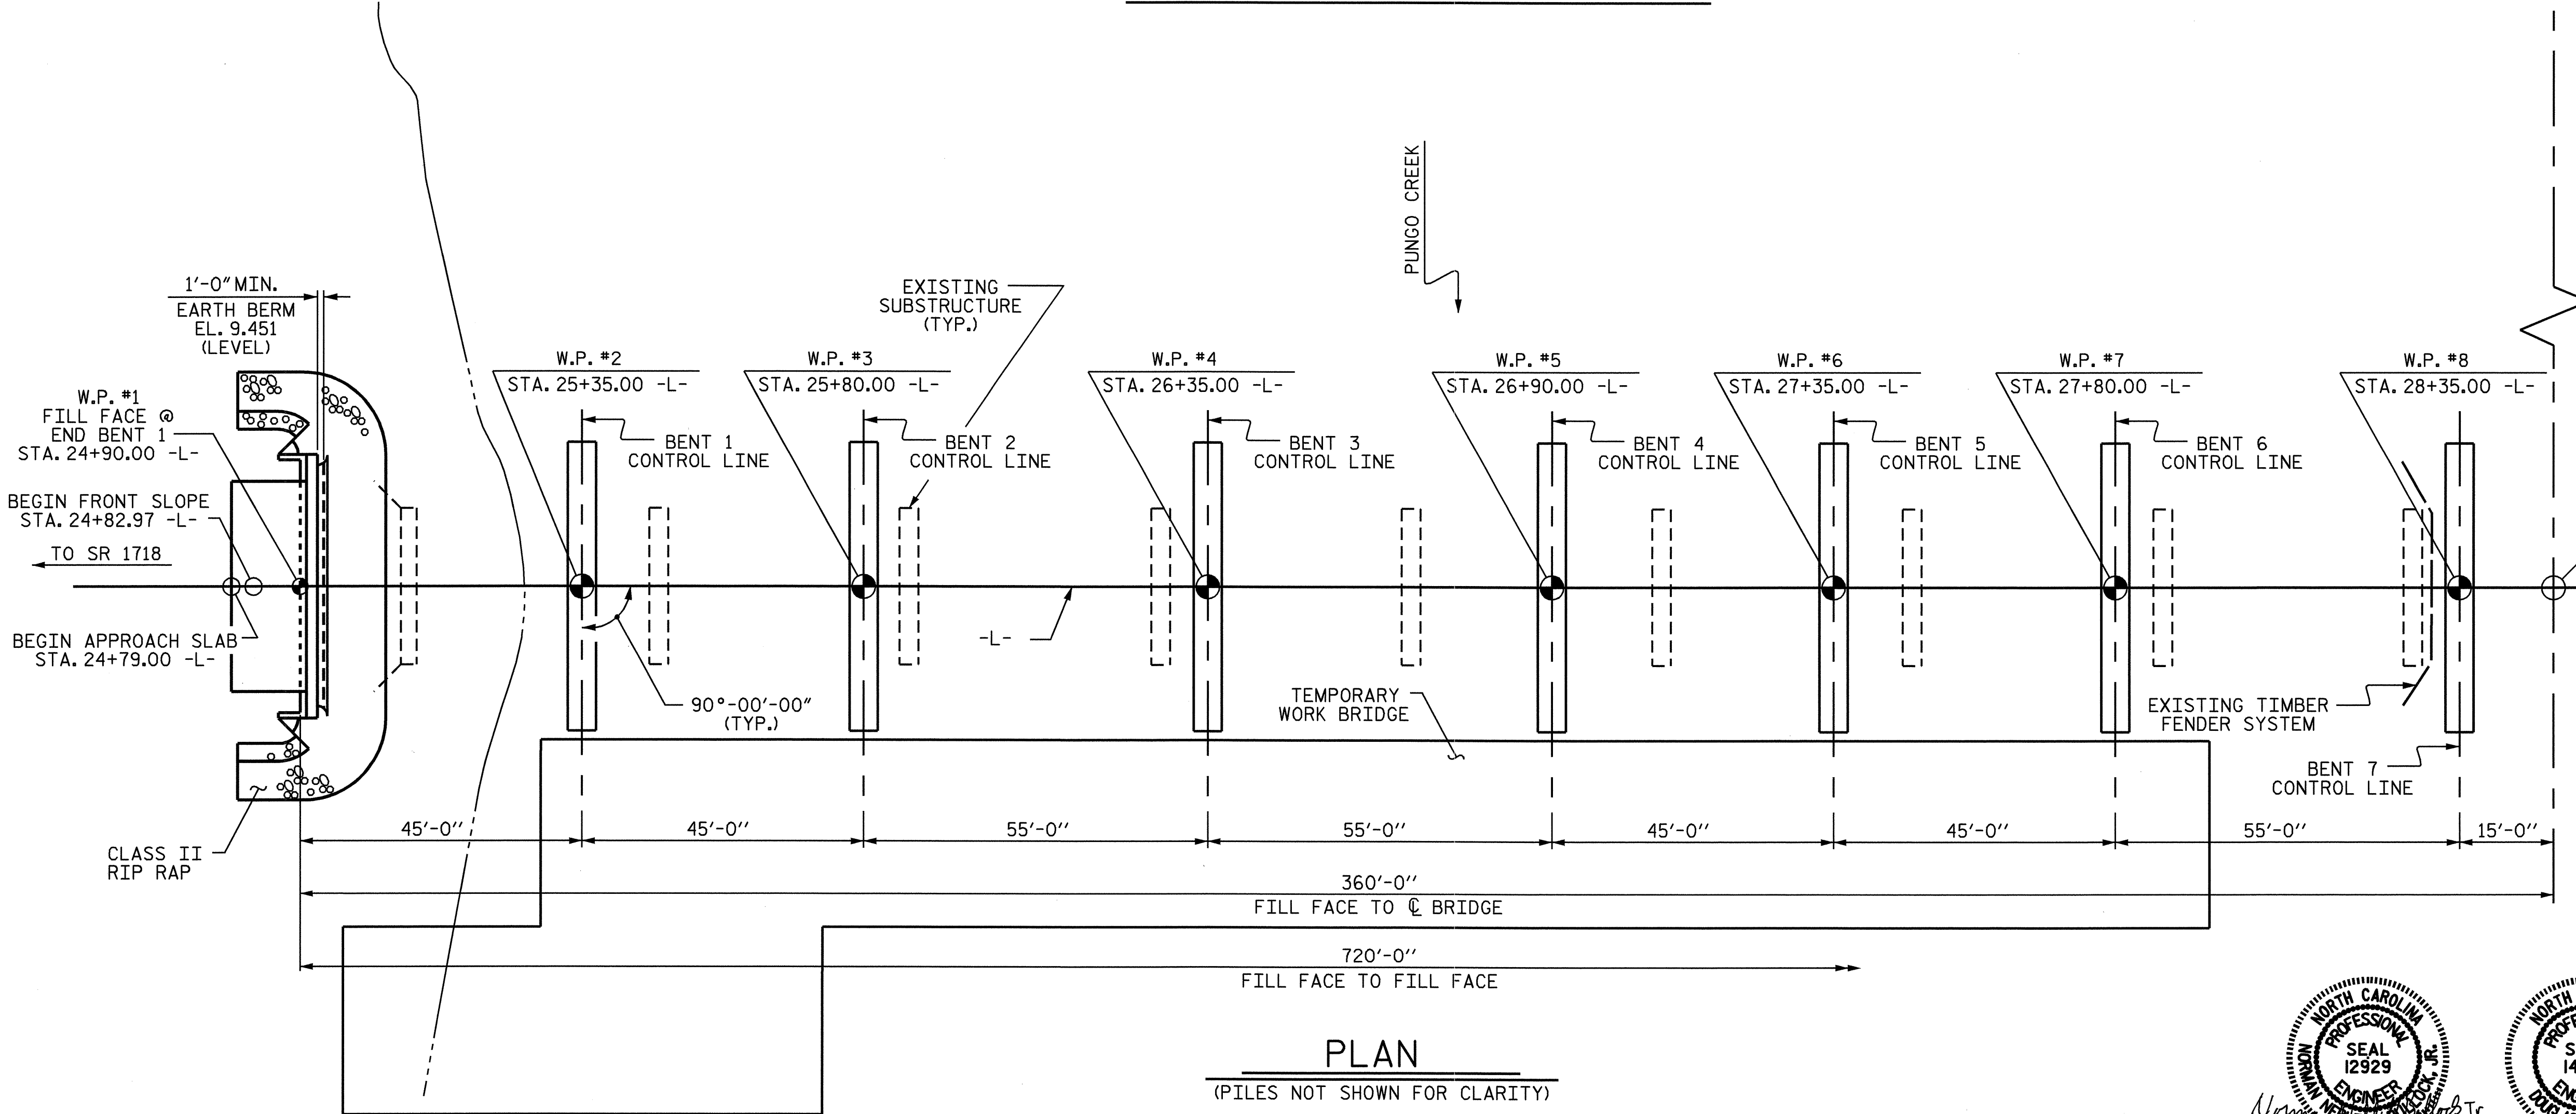 PUNGO CREEK
1'-0" MIN.
EARTH BERM
EL. 9.451
(LEVEL)
EXISTING
SUBSTRUCTURE
(TYP.)
W.P. #1
FILL FACE @
END BENT 1
STA. 24+90.00 -L-
W.P. #2
STA. 25+35.00 -L-
W.P. #3
STA. 25+80.00 -L-
W.P. #4
STA. 26+35.00 -L-
W.P. #5
STA. 26+90.00 -L-
W.P. #6
STA. 27+35.00 -L-
W.P. #7
STA. 27+80.00 -L-
W.P. #8
STA. 28+35.00 -L-
BENT 1
CONTROL LINE
BENT 2
CONTROL LINE
BENT 3
CONTROL LINE
BENT 4
CONTROL LINE
BENT 5
CONTROL LINE
BENT 6
CONTROL LINE
BEGIN FRONT SLOPE
STA. 24+82.97 -L-
TO SR 1718
BEGIN APPROACH SLAB
STA. 24+79.00 -L-
-L-
90°-00'-00"
(TYP.)
TEMPORARY
WORK BRIDGE
EXISTING TIMBER
FENDER SYSTEM
BENT 7
CONTROL LINE
CLASS II
RIP RAP
45'-0"
45'-0"
55'-0"
55'-0"
45'-0"
45'-0"
55'-0"
15'-0"
360'-0"
FILL FACE TO ℄ BRIDGE
720'-0"
FILL FACE TO FILL FACE
PLAN
(PILES NOT SHOWN FOR CLARITY)
NORTH CAROLINA
PROFESSIONAL
SEAL
12929
ENGINEER
NORTH